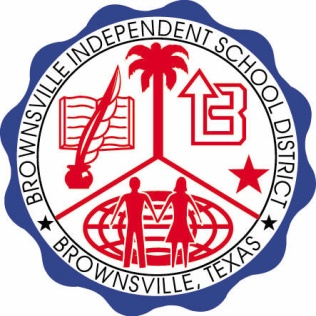 BROWNSVILLE INDEPENDENT SCHOOL DISTRICT
BROWNSVILLE, TEXAS